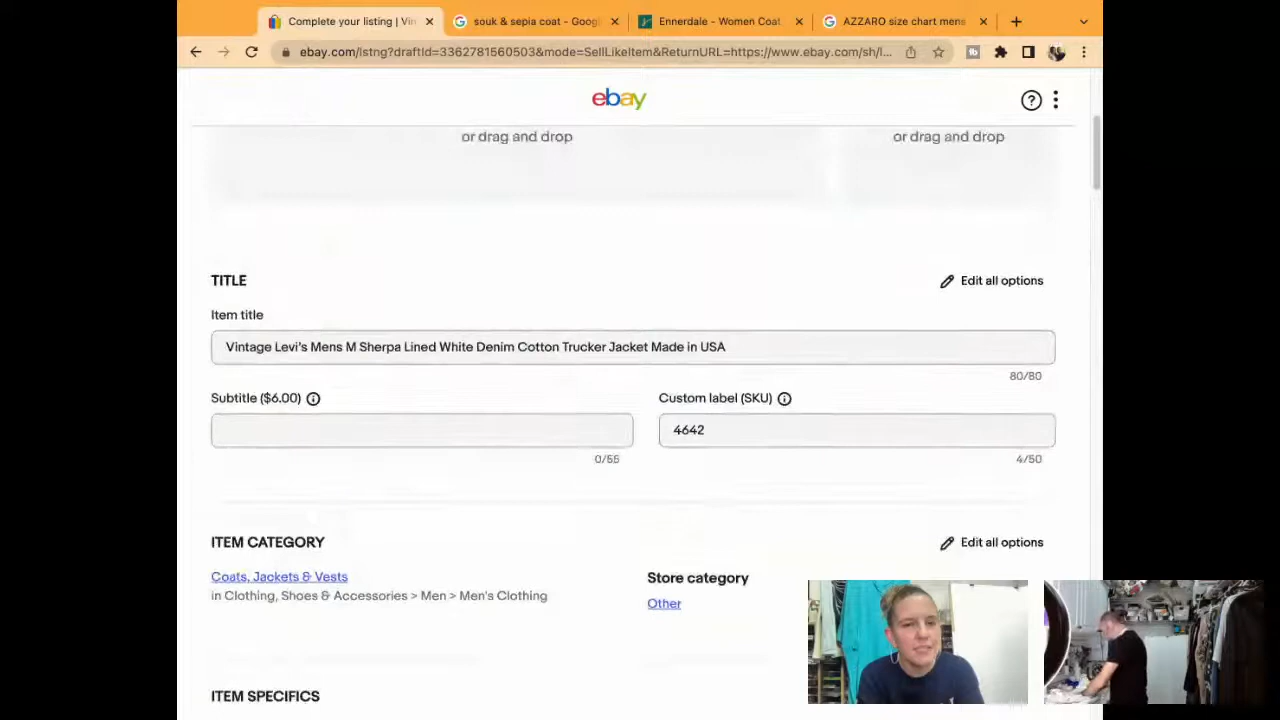 Complete your listing | Vin
souk & sepia coat - Goog
Ennerdale - Women Coat
AZZARO size chart mens
ebay.com/lstng?draftId=3362781560503&mode=SellLikeItem&ReturnURL=https://www.ebay.com/sh/l...
ebay
or drag and drop
or drag and drop
TITLE
Edit all options
Item title
Vintage Levi's Mens M Sherpa Lined White Denim Cotton Trucker Jacket Made in USA
80/80
Subtitle ($6.00)
Custom label (SKU)
4642
0/55
4/50
ITEM CATEGORY
Edit all options
Coats, Jackets & Vests
in Clothing, Shoes & Accessories > Men > Men's Clothing
Store category
Other
ITEM SPECIFICS